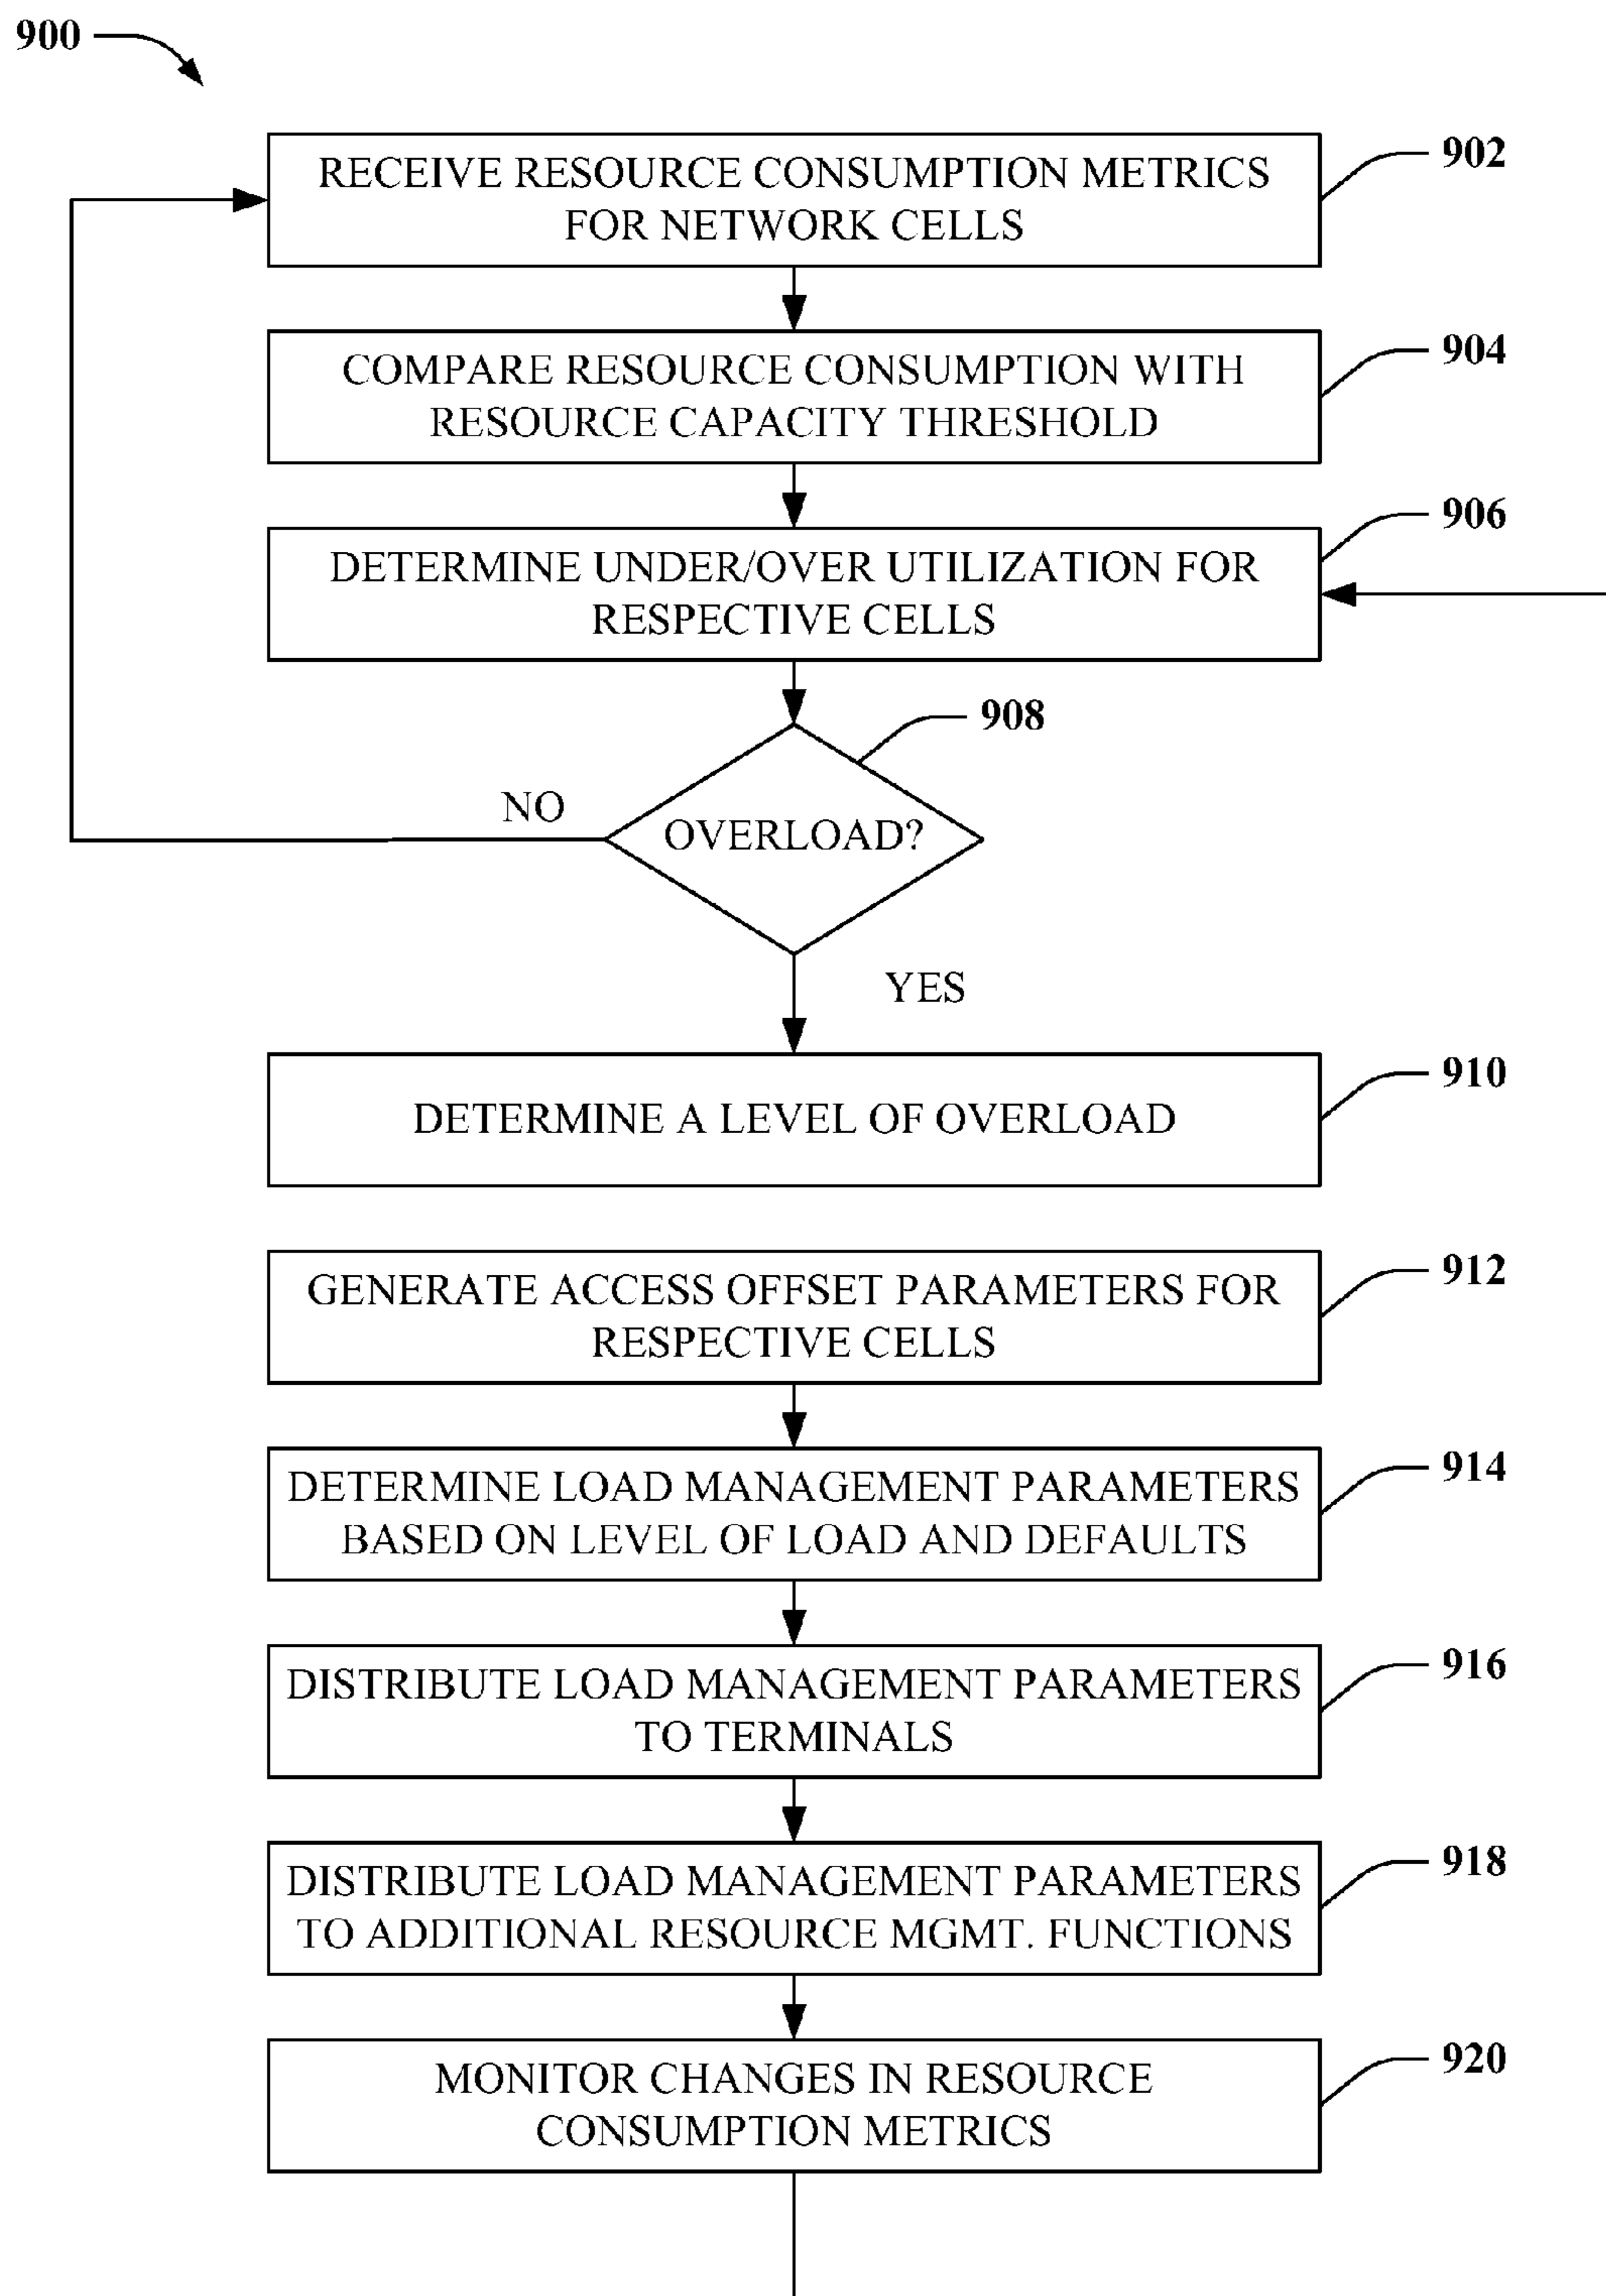 900
RECEIVE RESOURCE CONSUMPTION METRICS
FOR NETWORK CELLS
902
COMPARE RESOURCE CONSUMPTION WITH
RESOURCE CAPACITY THRESHOLD
904
DETERMINE UNDER/OVER UTILIZATION FOR
RESPECTIVE CELLS
906
908
NO
OVERLOAD?
YES
DETERMINE A LEVEL OF OVERLOAD
910
GENERATE ACCESS OFFSET PARAMETERS FOR
RESPECTIVE CELLS
912
DETERMINE LOAD MANAGEMENT PARAMETERS
BASED ON LEVEL OF LOAD AND DEFAULTS
914
DISTRIBUTE LOAD MANAGEMENT PARAMETERS
TO TERMINALS
916
DISTRIBUTE LOAD MANAGEMENT PARAMETERS
TO ADDITIONAL RESOURCE MGMT. FUNCTIONS
918
MONITOR CHANGES IN RESOURCE
CONSUMPTION METRICS
920